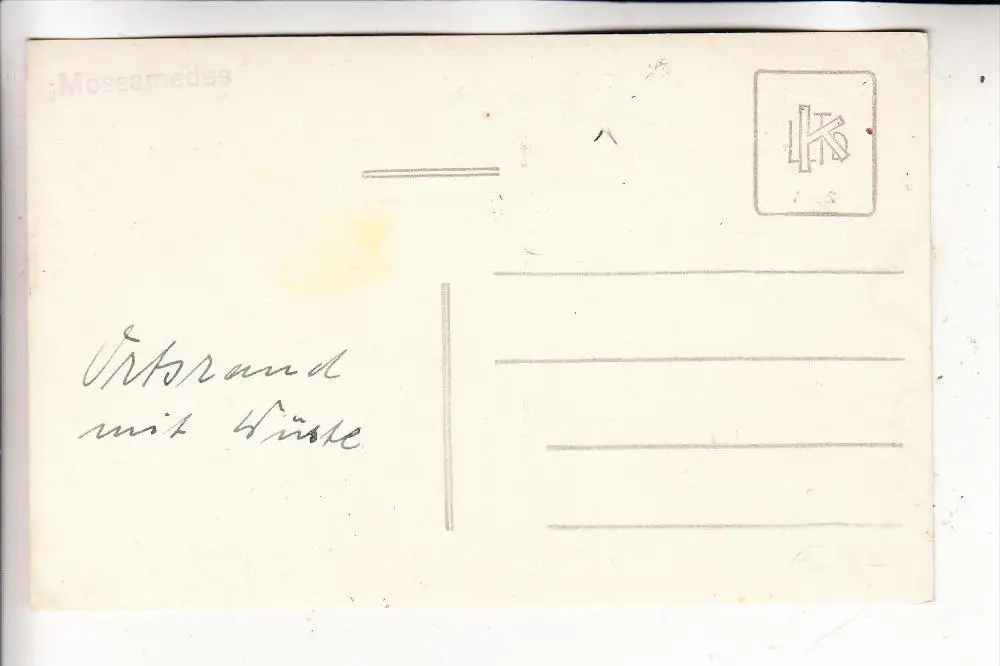 Mossamedes
Ortsrand
mit Wüste